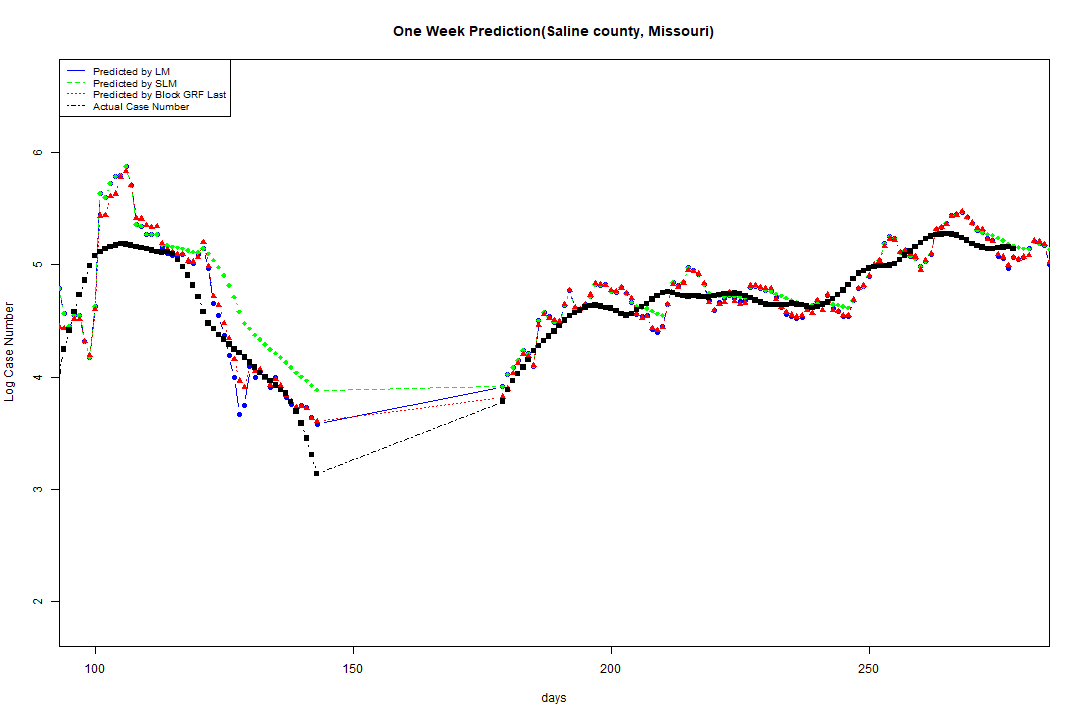 One Week Prediction(Saline county, Missouri)
Predicted by LM
Predicted by SLM
Predicted by Block GRF Last
Actual Case Number
Log Case Number
6
5
4
3
2
100
150
200
250
days